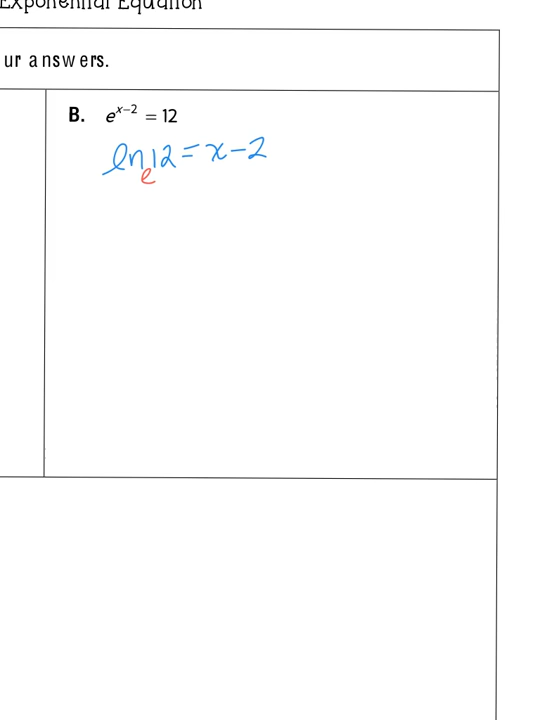 Exponential Equation
ur answers.
B. e^{x-2} = 12
ln_e 12 = x - 2